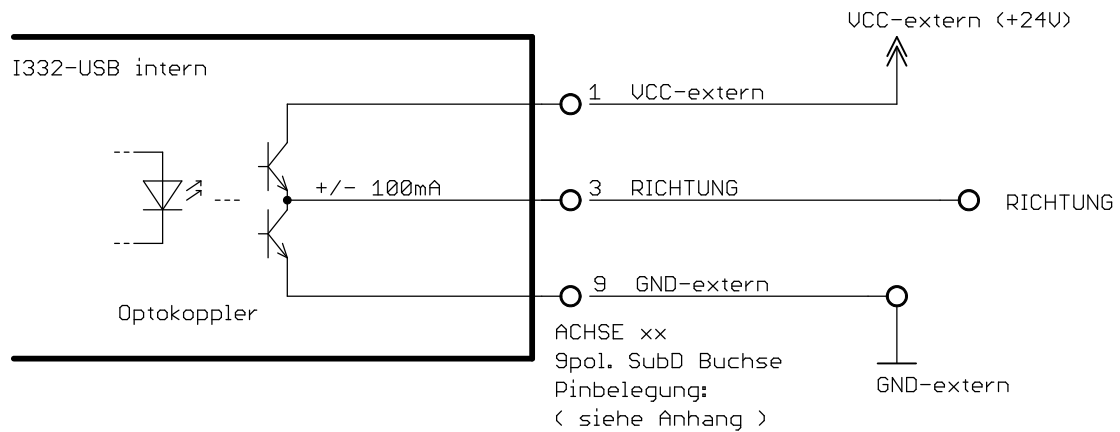 VCC-extern (+24V)
I332-USB intern
1 VCC-extern
+/- 100mA
3 RICHTUNG
RICHTUNG
9 GND-extern
Optokoppler
ACHSE xx
9pol. SubD Buchse
Pinbelegung:
( siehe Anhang )
GND-extern